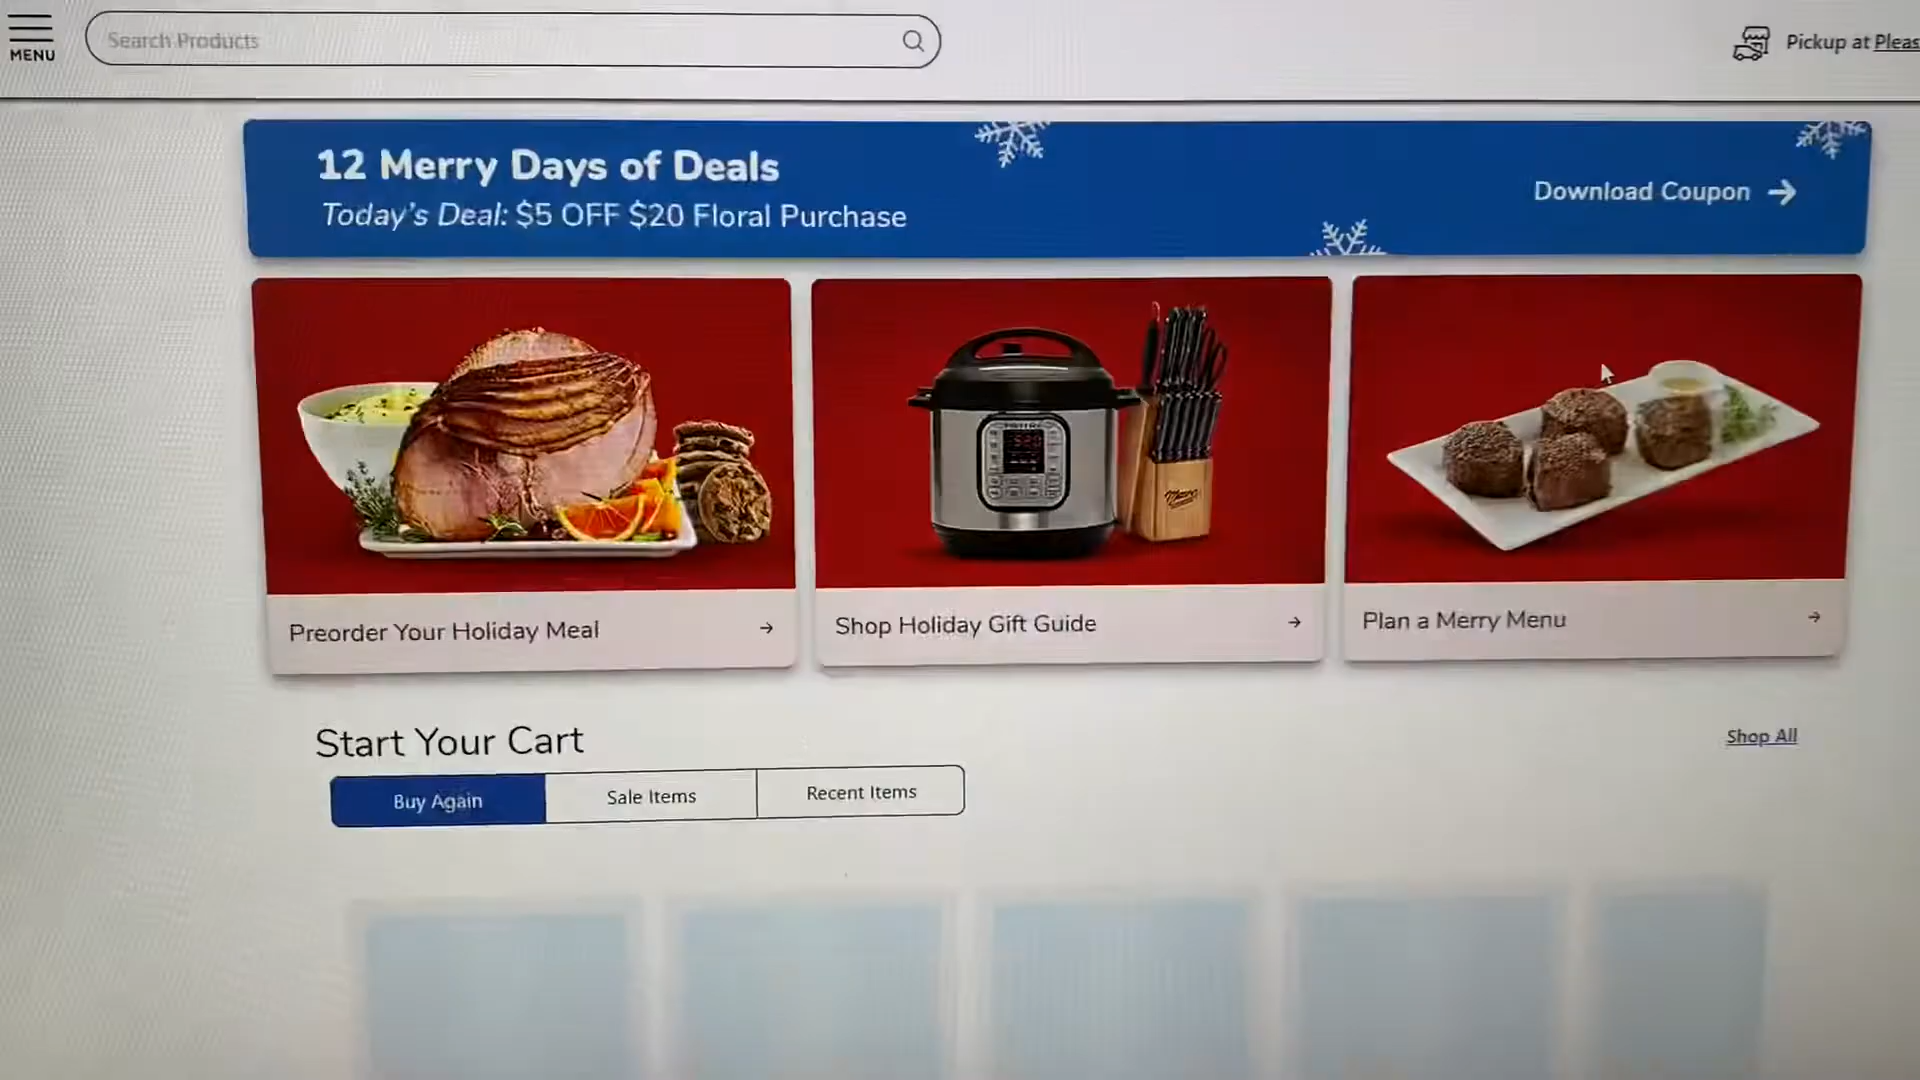 MENU
Search Products
Pickup at Pleas
12 Merry Days of Deals
Today's Deal: $5 OFF $20 Floral Purchase
Download Coupon
Preorder Your Holiday Meal
Shop Holiday Gift Guide
Plan a Merry Menu
Start Your Cart
Shop All
Buy Again
Sale Items
Recent Items